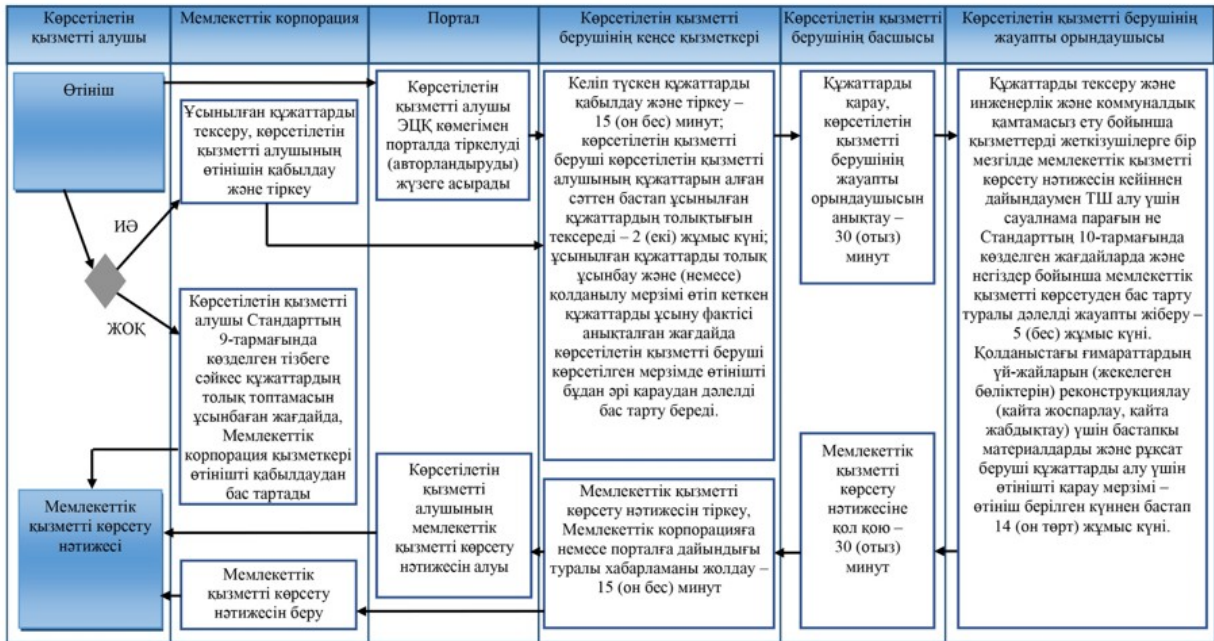 Көрсетілетін
қызметті алушы
Мемлекеттік корпорация
Портал
Көрсетілетін қызметті
берушінің кеңсе қызметкері
Көрсетілетін қызметті
берушінің басшысы
Көрсетілетін қызметті берушінің
жауапты орындаушысы
Өтініш
ИӘ
ЖОҚ
Мемлекеттік
қызметті көрсету
нәтижесі
Ұсынылған құжаттарды
тексеру, көрсетілетін
қызметті алушының
өтінішін қабылдау
және тіркеу
Көрсетілетін қызметті
алушы Стандарттың
9-тармағында
көзделген тізбеге
сәйкес құжаттардың
толық топтамасын
ұсынбаған жағдайда,
Мемлекеттік
корпорация қызметкері
өтінішті қабылдаудан
бас тартады
Мемлекеттік
қызметті көрсету
нәтижесін беру
Көрсетілетін
қызметті алушы
ЭЦҚ көмегімен
порталда тіркелуді
(авторландыруды)
жүзеге асырады
Көрсетілетін
қызметті
алушының
мемлекеттік
қызметті көрсету
нәтижесін алуы
Келіп түскен құжаттарды
қабылдау және тіркеу –
15 (он бес) минут;
көрсетілетін қызметті
беруші көрсетілетін қызметті
алушының құжаттарын алған
сәттен бастап ұсынылған
құжаттардың толықтығын
тексереді – 2 (екі) жұмыс күні;
ұсынылған құжаттарды толық
ұсынбау және (немесе)
қолданылу мерзімі өтіп кеткен
құжаттарды ұсыну фактісі
анықталған жағдайда
көрсетілетін қызметті беруші
көрсетілген мерзімде өтінішті
бұдан әрі қараудан дәлелді
бас тарту береді.
Мемлекеттік қызметті
көрсету нәтижесін тіркеу,
Мемлекеттік корпорацияға
немесе порталға дайындығы
туралы хабарламаны жолдау –
15 (он бес) минут
Құжаттарды
қарау,
көрсетілетін
қызметті
берушінің
жауапты
орындаушысын
анықтау –
30 (отыз)
минут
Мемлекеттік
қызметті
көрсету
нәтижесіне
қол қою –
30 (отыз)
минут
Құжаттарды тексеру және
инженерлік және коммуналдық
қамтамасыз ету бойынша
қызметтерді жеткізушілерге бір
мезгілде мемлекеттік қызметті
көрсету нәтижесін кейіннен
дайындаумен ТШ алу үшін
сауалнама парағын не
Стандарттың 10-тармағында
көзделген жағдайларда және
негіздер бойынша мемлекеттік
қызметті көрсетуден бас тарту
туралы дәлелді жауапты жіберу –
5 (бес) жұмыс күні.
Қолданыстағы ғимараттардың
үй-жайларын (жекелеген
бөліктерін) реконструкциялау
(қайта жоспарлау, қайта
жабдықтау) үшін бастапқы
материалдарды және рұқсат
беруші құжаттарды алу үшін
өтінішті қарау мерзімі –
өтініш берілген күннен бастап
14 (он төрт) жұмыс күні.